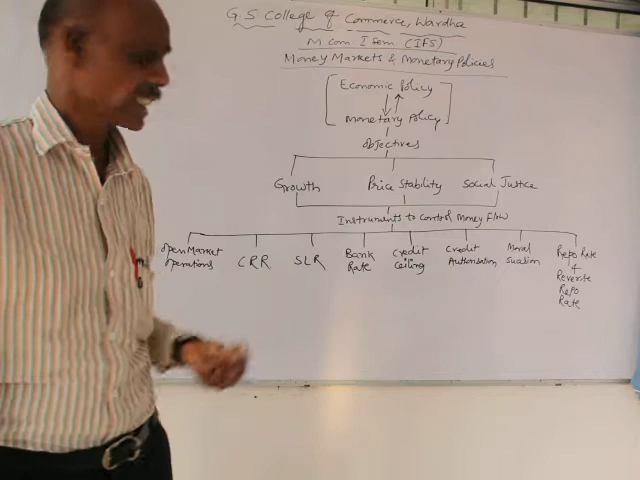 G S College of Commerce, Wardha
M com I Sem (IFS)
Money Markets & Monetary Policies
Economic Policy
Monetary Policy
Objectives
Growth Price Stability Social Justice
Instruments to control Money Flow
Open Market Operations
CRR
SLR
Bank Rate
Credit Ceiling
Credit Authorisation
Moral Suasion
Repo Rate
&
Reverse
Repo
Rate